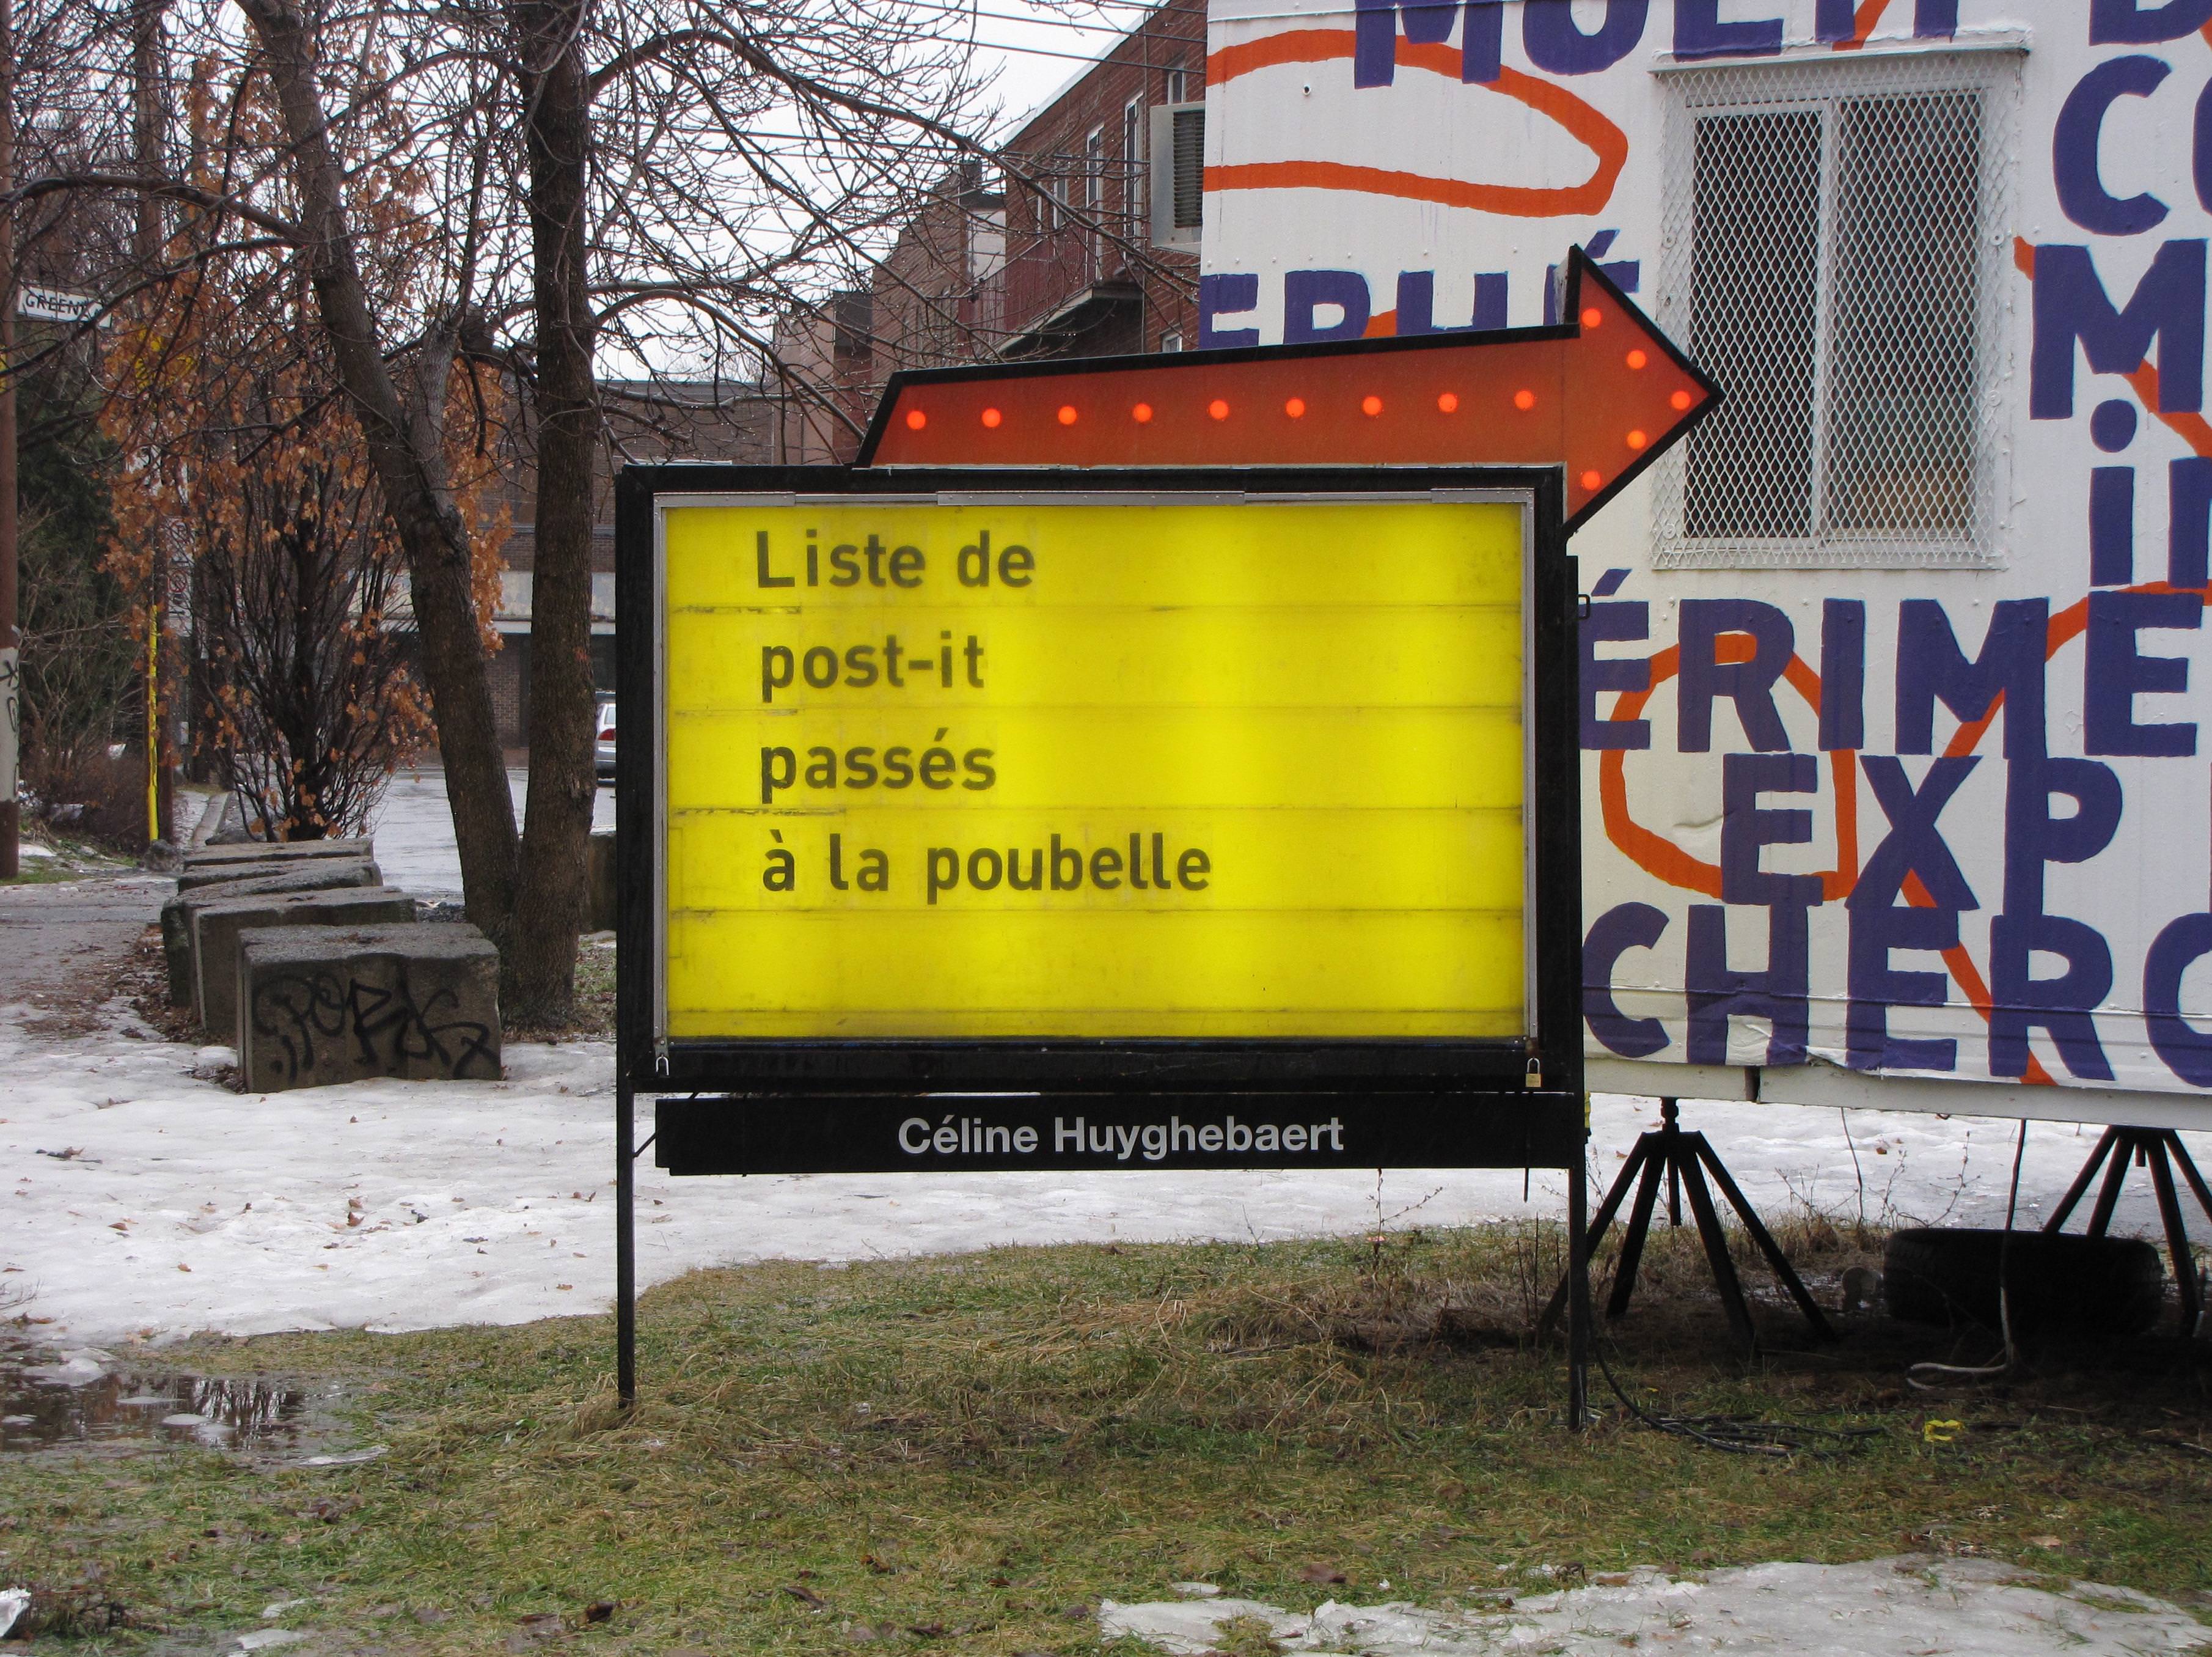 Liste de
post-it
passés
à la poubelle
Céline Huyghebaert
ÉRIME
EXP
CHERC